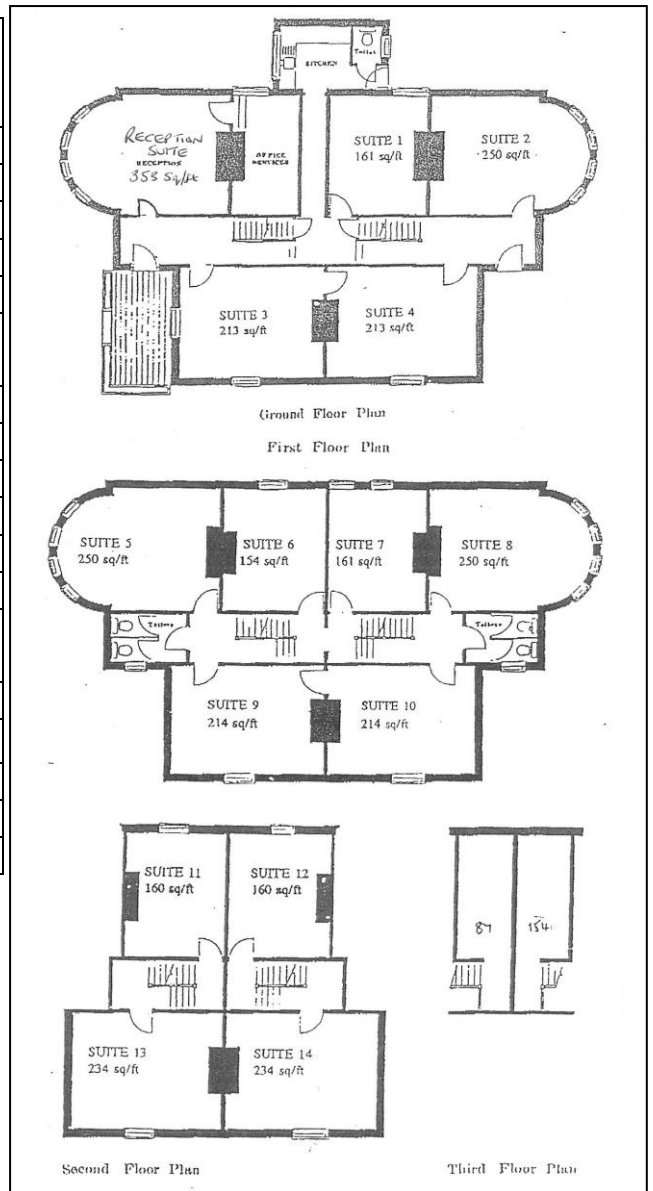 KITCHEN
Toilet
RECEPTION
SUITE
RECEPTION
353 Sq/ft
OFFICE
SERVICES
SUITE 1
161 sq/ft
SUITE 2
250 sq/ft
SUITE 3
213 sq/ft
SUITE 4
213 sq/ft
Ground Floor Plan
First Floor Plan
SUITE 5
250 sq/ft
SUITE 6
154 sq/ft
SUITE 7
161 sq/ft
SUITE 8
250 sq/ft
Toilets
Toilets
SUITE 9
214 sq/ft
SUITE 10
214 sq/ft
SUITE 11
160 sq/ft
SUITE 12
160 sq/ft
87
154
SUITE 13
234 sq/ft
SUITE 14
234 sq/ft
Second Floor Plan
Third Floor Plan